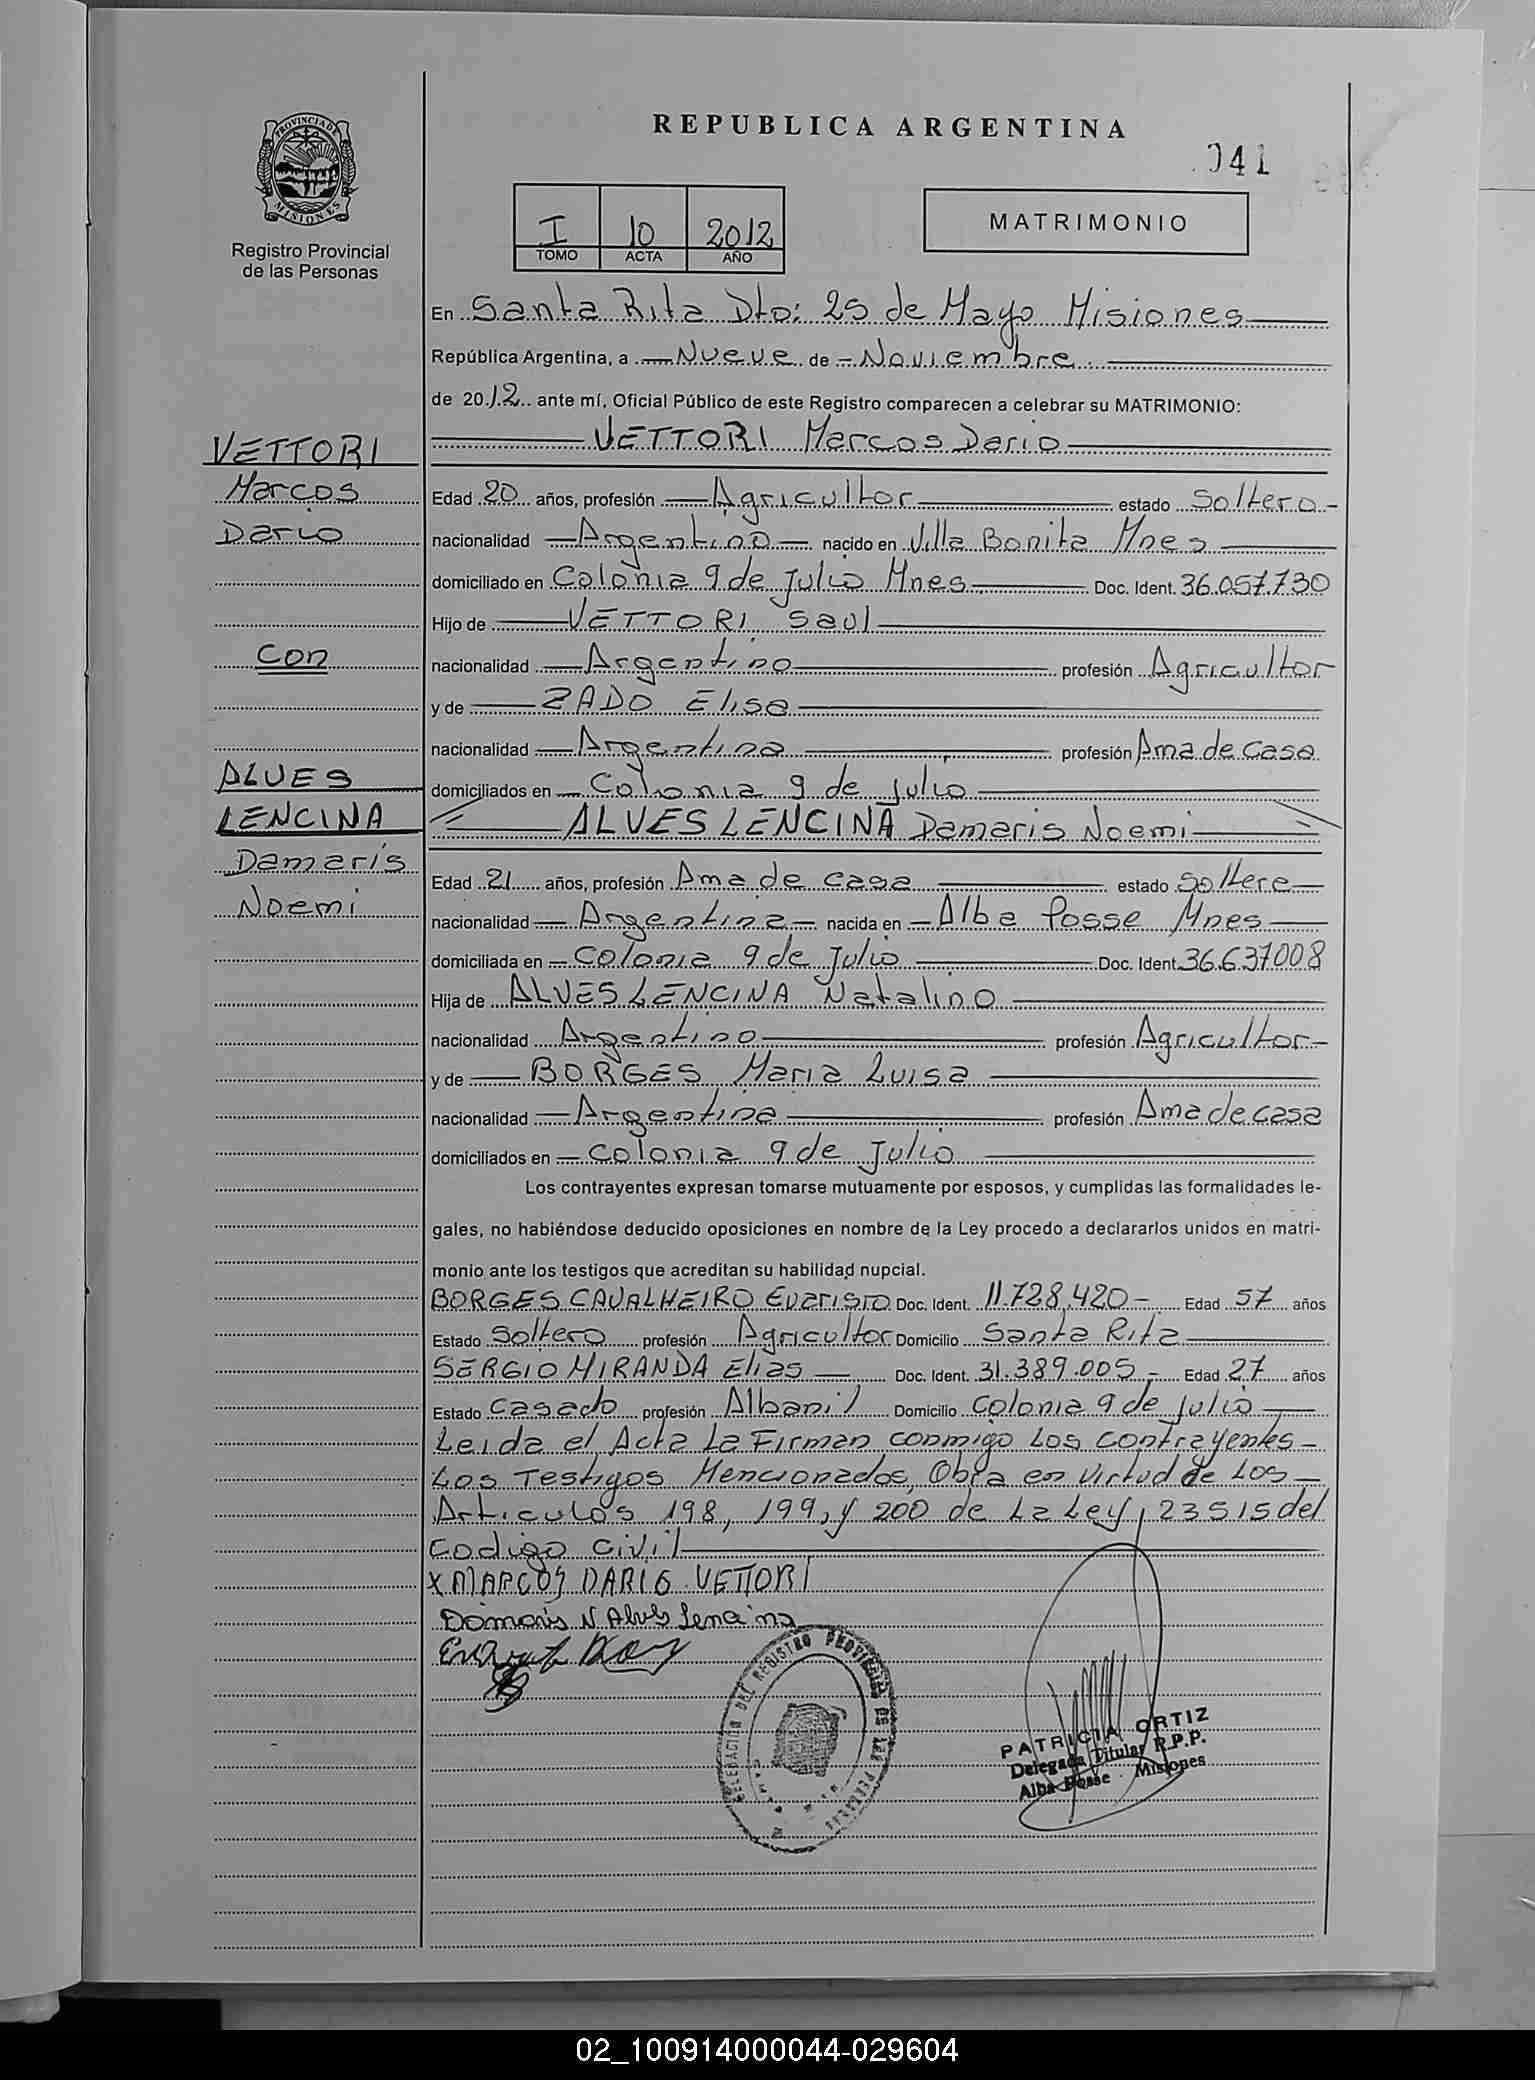 REPUBLICA ARGENTINA
041
PROVINCIA DE MISIONES
Registro Provincial
de las Personas
I 10 2012
TOMO ACTA AÑO
MATRIMONIO
En Santa Rita Dto: 25 de Mayo Misiones
República Argentina, a Nueve de Noviembre
de 2012 ante mí, Oficial Público de este Registro comparecen a celebrar su MATRIMONIO:
VETTORI Marcos Dario
VETTORI
Marcos
Dario
Con
ALVES
LENCINA
Damaris
Noemi
Edad 20 años, profesión Agricultor estado Soltero
nacionalidad Argentino nacido en Villa Bonita Mnes
domiciliado en Colonia 9 de Julio Mnes Doc. Ident. 36.057.730
Hijo de VETTORI Saul
nacionalidad Argentino profesión Agricultor
y de ZADO Elisa
nacionalidad Argentina profesión Ama de casa
domiciliados en Colonia 9 de Julio
ALVES LENCINA Damaris Noemi
Edad 21 años, profesión Ama de casa estado Soltera
nacionalidad Argentina nacida en Alba Posse Mnes
domiciliada en Colonia 9 de Julio Doc. Ident. 36.637.008
Hija de ALVES LENCINA Natalino
nacionalidad Argentino profesión Agricultor
y de BORGES Maria Luisa
nacionalidad Argentina profesión Ama de casa
domiciliados en Colonia 9 de Julio
Los contrayentes expresan tomarse mutuamente por esposos, y cumplidas las formalidades le-
gales, no habiéndose deducido oposiciones en nombre de la Ley procedo a declararlos unidos en matri-
monio ante los testigos que acreditan su habilidad nupcial.
BORGES CAVALHEIRO Evaristo Doc. Ident. 11.728.420 Edad 57 años
Estado Soltero profesión Agricultor Domicilio Santa Rita
SERGIO MIRANDA Elias Doc. Ident. 31.389.005 Edad 27 años
Estado Casado profesión Albanil Domicilio Colonia 9 de Julio
Leida el Acta La Firman conmigo Los contrayentes
Los Testigos Mencionados, Obra en virtud de Los
Articulos 198, 199, y 200 de La Ley, 23515 del
Codigo Civil
X MARCOS DARIO VETTORI
Damaris N Alves Lencina
DELEGACIÓN DEL REGISTRO PROVINCIAL DE LAS PERSONAS
PATRICIA ORTIZ
Delegada Titular R.P.P.
Alba Posse - Misiones
02_100914000044-029604